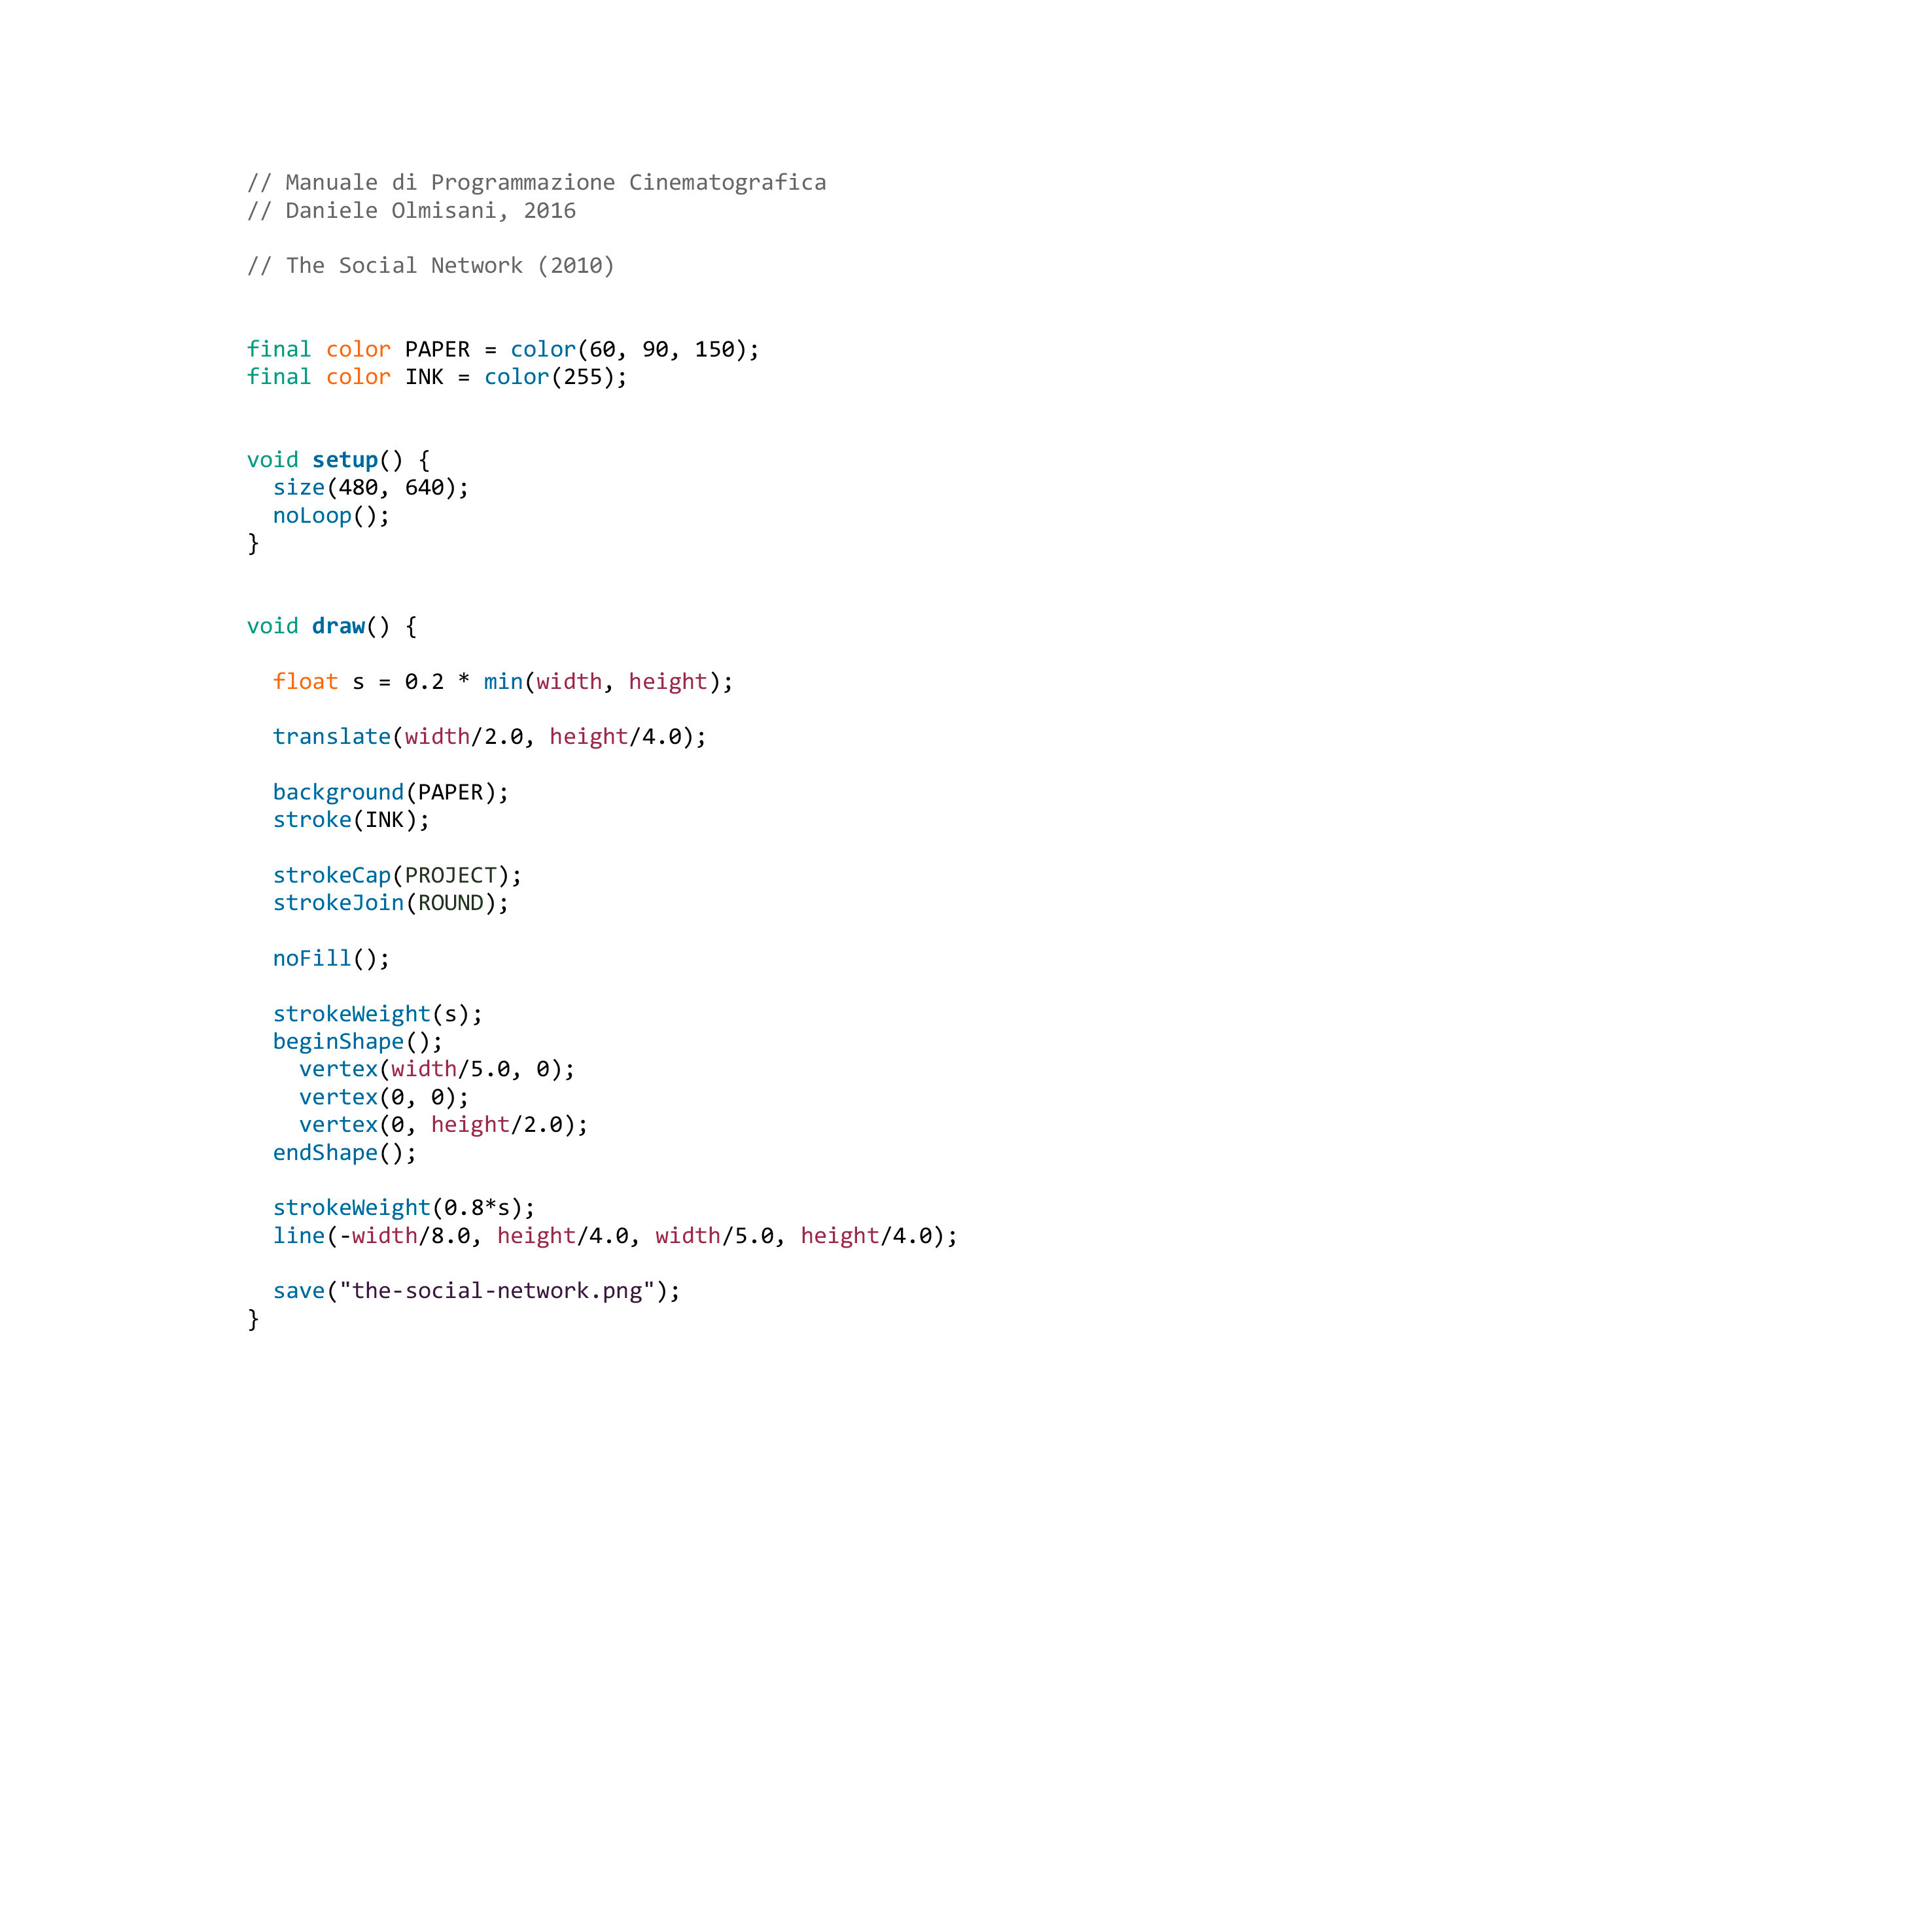 // Manuale di Programmazione Cinematografica
// Daniele Olmisani, 2016
// The Social Network (2010)
final color PAPER = color(60, 90, 150);
final color INK = color(255);
void setup() {
  size(480, 640);
  noLoop();
}
void draw() {
  float s = 0.2 * min(width, height);
  translate(width/2.0, height/4.0);
  background(PAPER);
  stroke(INK);
  strokeCap(PROJECT);
  strokeJoin(ROUND);
  noFill();
  strokeWeight(s);
  beginShape();
    vertex(width/5.0, 0);
    vertex(0, 0);
    vertex(0, height/2.0);
  endShape();
  strokeWeight(0.8*s);
  line(-width/8.0, height/4.0, width/5.0, height/4.0);
  save("the-social-network.png");
}